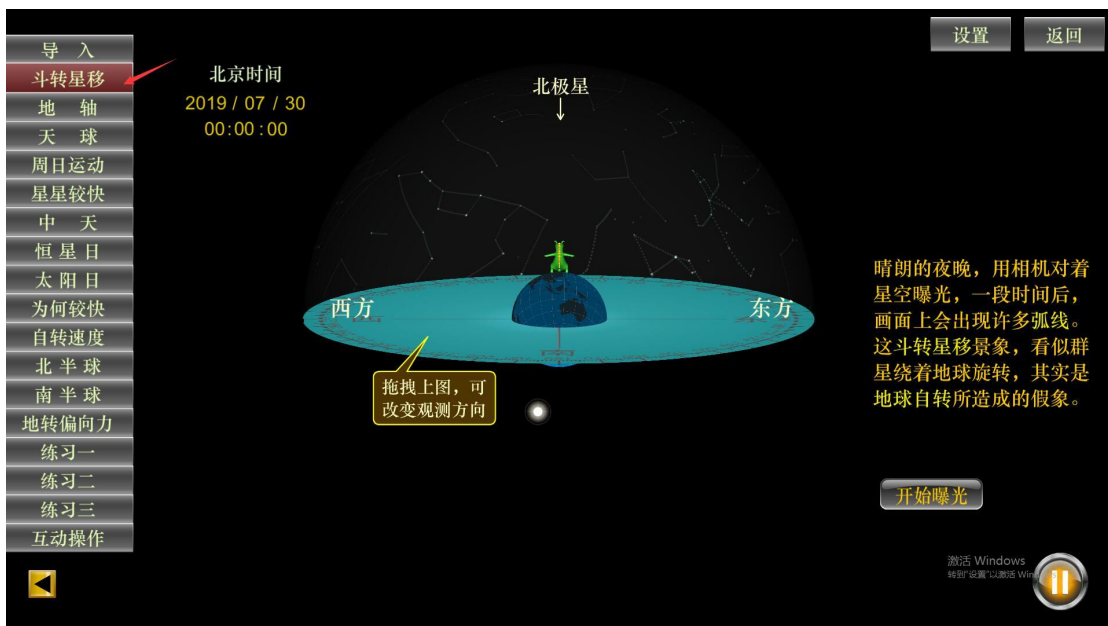 导 入
斗转星移
地 轴
天 球
周日运动
星星较快
中 天
恒 星 日
太 阳 日
为何较快
自转速度
北 半 球
南 半 球
地转偏向力
练习一
练习二
练习三
互动操作
北京时间
2019 / 07 / 30
00:00 : 00
北极星
西方
东方
拖拽上图，可
改变观测方向
设置
返回
晴朗的夜晚，用相机对着
星空曝光，一段时间后，
画面上会出现许多弧线。
这斗转星移景象，看似群
星绕着地球旋转，其实是
地球自转所造成的假象。
开始曝光
激活 Windows
转到"设置"以激活 Win